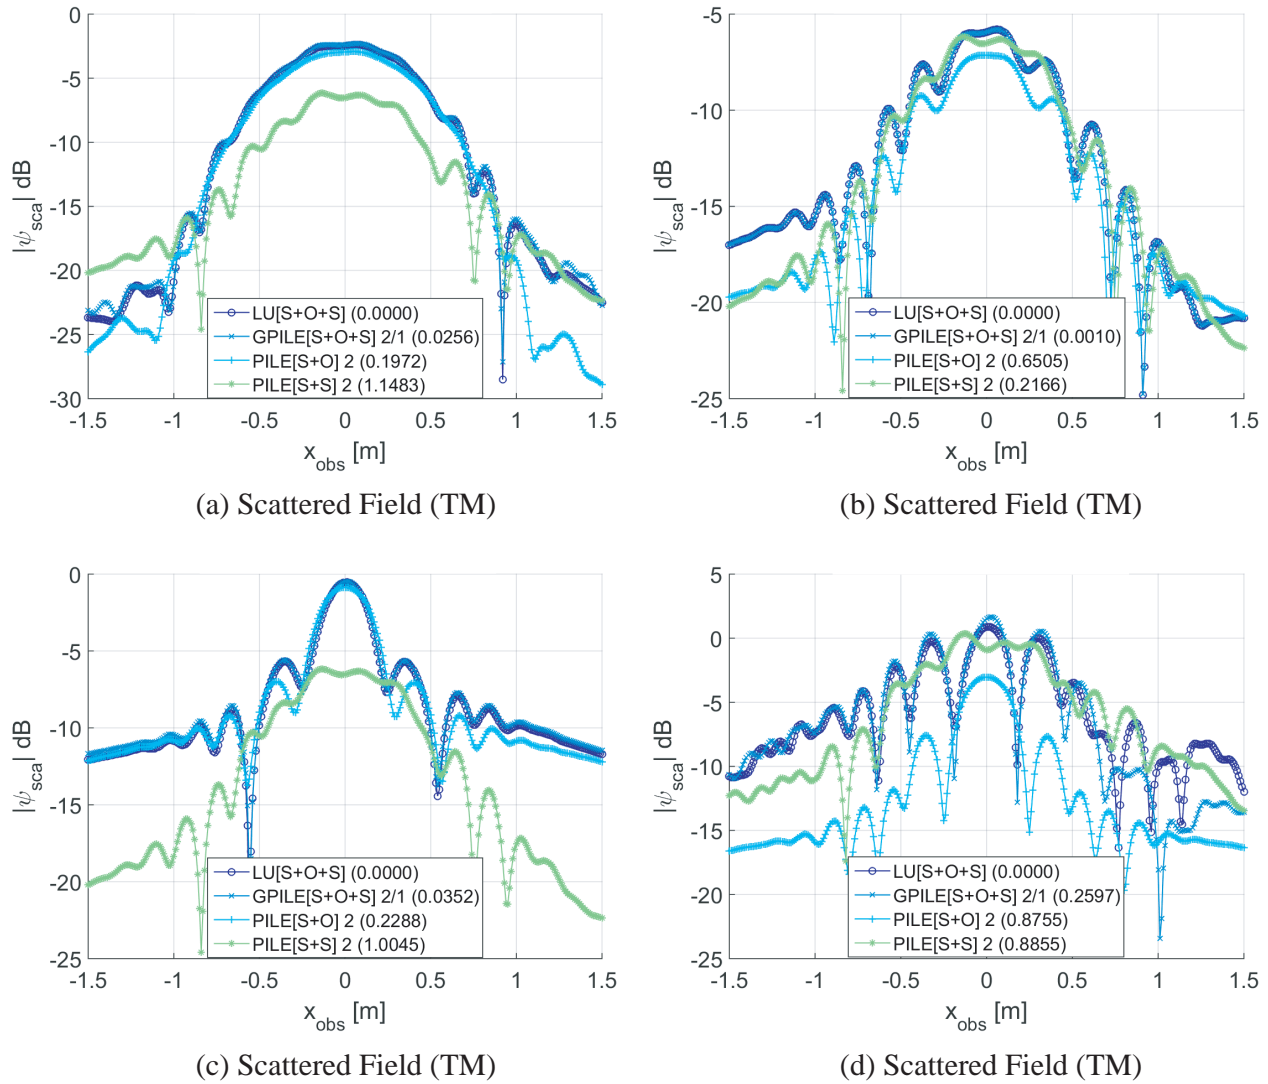 0
-5
-10
-15
-20
-25
-30
|ψsca| dB
LU[S+O+S] (0.0000)
GPILE[S+O+S] 2/1 (0.0256)
PILE[S+O] 2 (0.1972)
PILE[S+S] 2 (1.1483)
-1.5 -1 -0.5 0 0.5 1 1.5
xobs [m]
(a) Scattered Field (TM)
-5
-10
-15
-20
-25
|ψsca| dB
LU[S+O+S] (0.0000)
GPILE[S+O+S] 2/1 (0.0010)
PILE[S+O] 2 (0.6505)
PILE[S+S] 2 (0.2166)
-1.5 -1 -0.5 0 0.5 1 1.5
xobs [m]
(b) Scattered Field (TM)
0
-5
-10
-15
-20
-25
|ψsca| dB
LU[S+O+S] (0.0000)
GPILE[S+O+S] 2/1 (0.0352)
PILE[S+O] 2 (0.2288)
PILE[S+S] 2 (1.0045)
-1.5 -1 -0.5 0 0.5 1 1.5
xobs [m]
(c) Scattered Field (TM)
5
0
-5
-10
-15
-20
-25
|ψsca| dB
LU[S+O+S] (0.0000)
GPILE[S+O+S] 2/1 (0.2597)
PILE[S+O] 2 (0.8755)
PILE[S+S] 2 (0.8855)
-1.5 -1 -0.5 0 0.5 1 1.5
xobs [m]
(d) Scattered Field (TM)